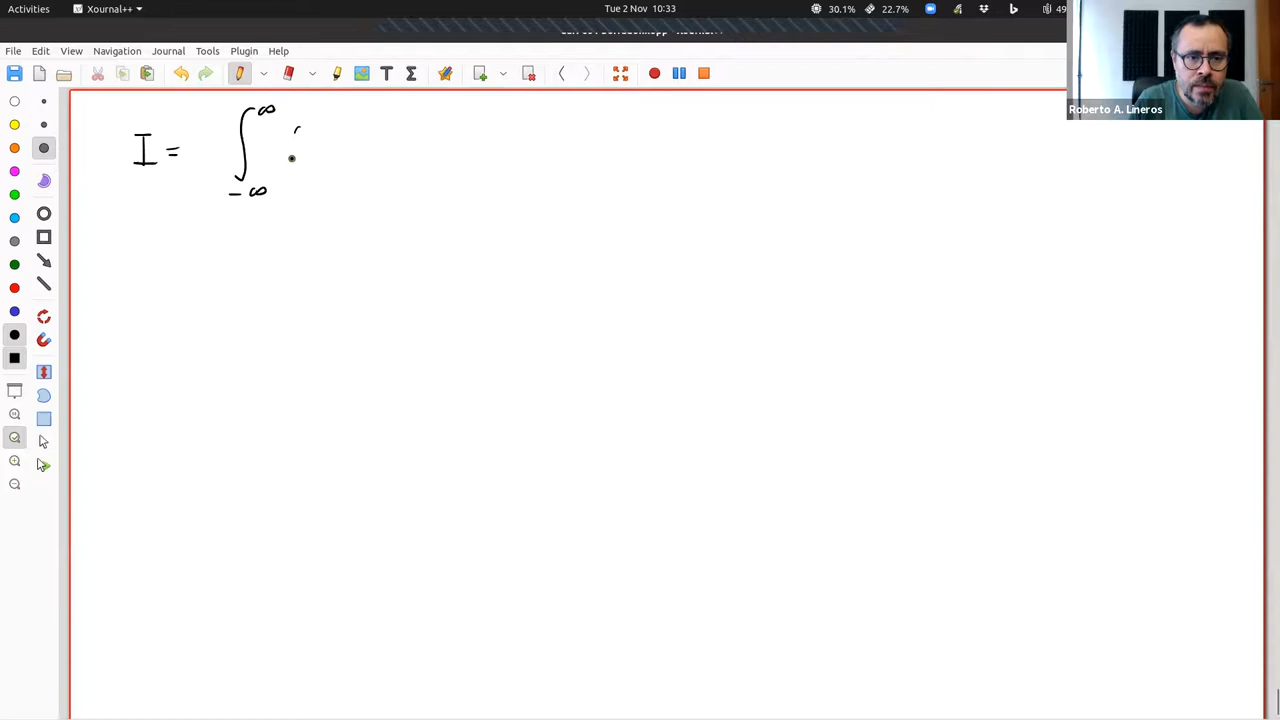 Activities
Xournal++
Tue 2 Nov 10:33
30.1%
22.7%
49
File Edit View Navigation Journal Tools Plugin Help
Roberto A. Lineros
∞
I = ∫
-∞